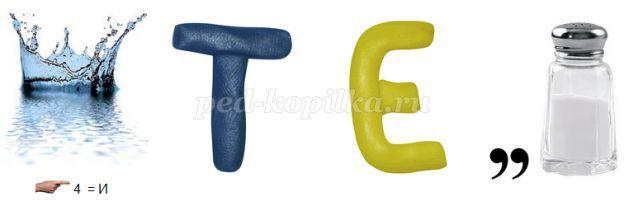 Т Е ,,
ped-kopilka.ru
4 = И